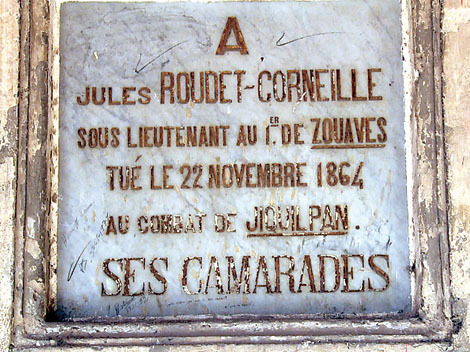 A
JULES ROUDET-CORNEILLE
SOUS LIEUTENANT AU 1ER DE ZOUAVES
TUÉ LE 22 NOVEMBRE 1864
AU COMBAT DE JIQUILPAN.
SES CAMARADES